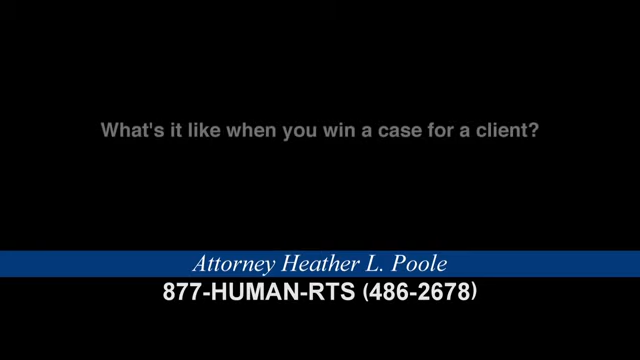 What's it like when you win a case for a client?
Attorney Heather L. Poole
877-HUMAN-RTS (486-2678)